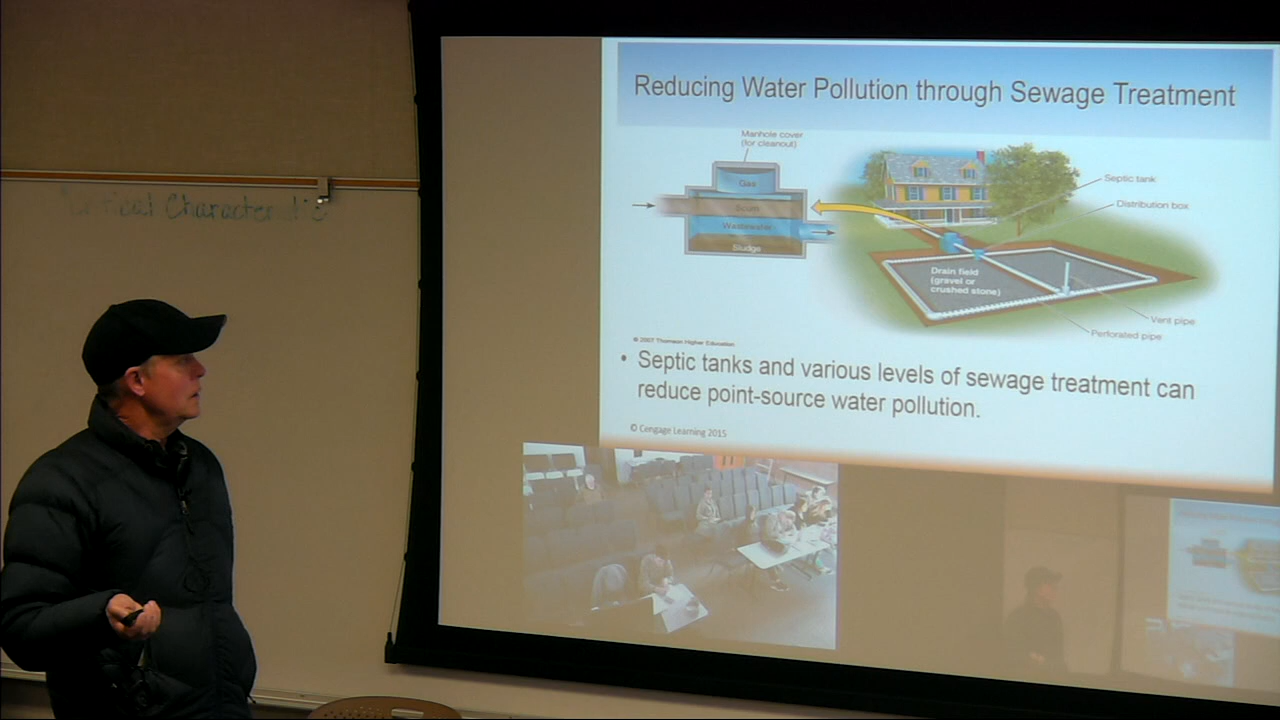 Critical Characteristic
Reducing Water Pollution through Sewage Treatment
Manhole cover
(for cleanout)
Gas
Scum
Wastewater
Sludge
Septic tank
Distribution box
Drain field
(gravel or
crushed stone)
Vent pipe
Perforated pipe
© 2007 Thomson Higher Education
• Septic tanks and various levels of sewage treatment can
reduce point-source water pollution.
© Cengage Learning 2015